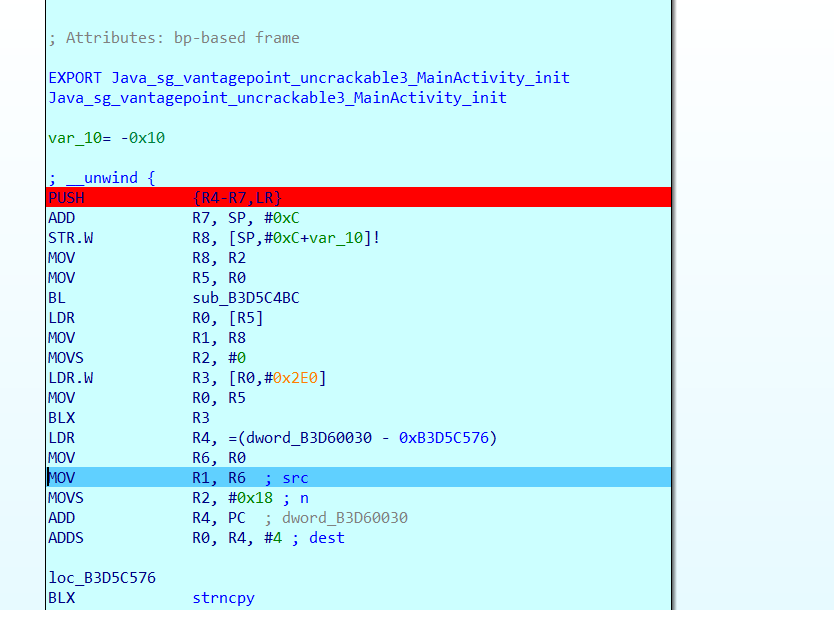 ; Attributes: bp-based frame
EXPORT Java_sg_vantagepoint_uncrackable3_MainActivity_init
Java_sg_vantagepoint_uncrackable3_MainActivity_init
var_10= -0x10
; __unwind {
PUSH {R4-R7,LR}
ADD R7, SP, #0xC
STR.W R8, [SP,#0xC+var_10]!
MOV R8, R2
MOV R5, R0
BL sub_B3D5C4BC
LDR R0, [R5]
MOV R1, R8
MOVS R2, #0
LDR.W R3, [R0,#0x2E0]
MOV R0, R5
BLX R3
LDR R4, =(dword_B3D60030 - 0xB3D5C576)
MOV R6, R0
MOV R1, R6 ; src
MOVS R2, #0x18 ; n
ADD R4, PC ; dword_B3D60030
ADDS R0, R4, #4 ; dest
loc_B3D5C576
BLX strncpy